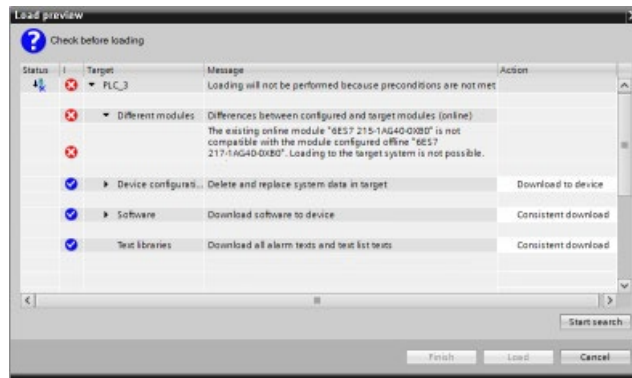 Load preview
Check before loading
Status ! Target Message Action
PLC_3 Loading will not be performed because preconditions are not met
Different modules Differences between configured and target modules (online)
The existing online module "6ES7 215-1AG40-0XB0" is not
compatible with the module configured offline "6ES7
217-1AG40-0XB0". Loading to the target system is not possible.
Device configurati... Delete and replace system data in target Download to device
Software Download software to device Consistent download
Text libraries Download all alarm texts and text list texts Consistent download
Start search
Finish Load Cancel